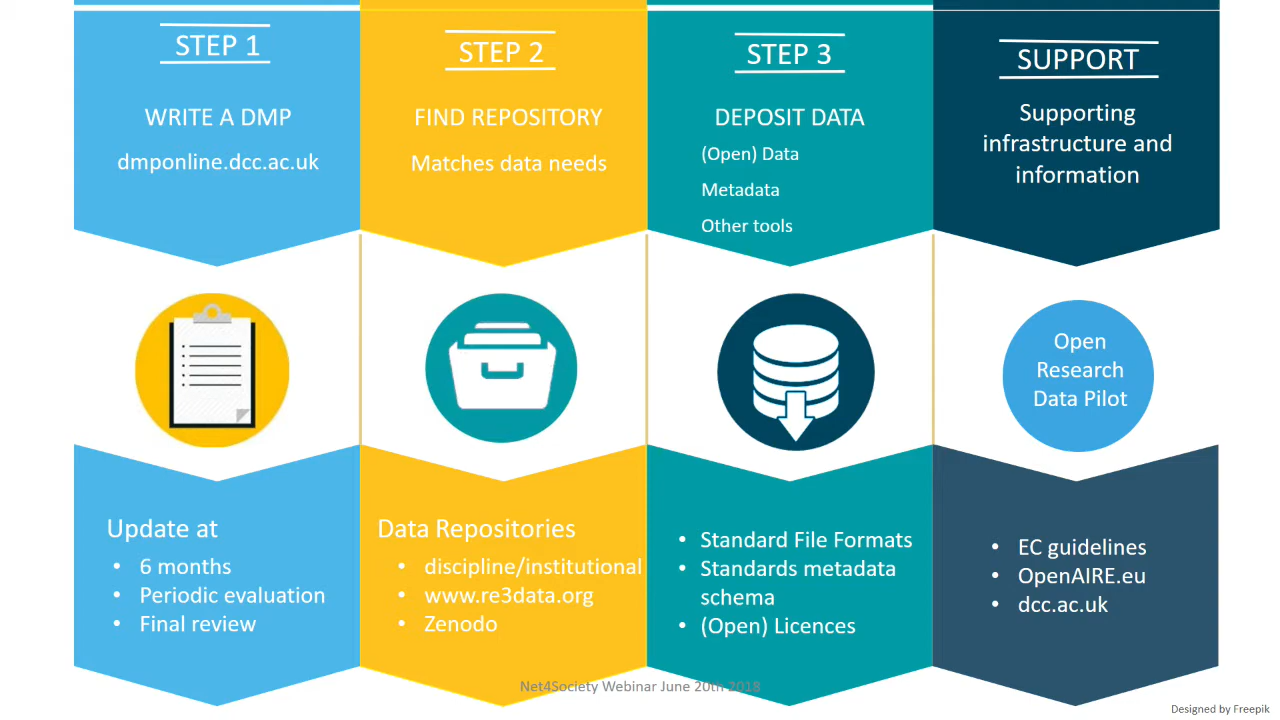 STEP 1
WRITE A DMP
dmponline.dcc.ac.uk
STEP 2
FIND REPOSITORY
Matches data needs
STEP 3
DEPOSIT DATA
(Open) Data
Metadata
Other tools
SUPPORT
Supporting
infrastructure and
information
Open
Research
Data Pilot
Update at
• 6 months
• Periodic evaluation
• Final review
Data Repositories
• discipline/institutional
• www.re3data.org
• Zenodo
• Standard File Formats
• Standards metadata
schema
• (Open) Licences
• EC guidelines
• OpenAIRE.eu
• dcc.ac.uk
Net4Society Webinar June 20th 2018
Designed by Freepik